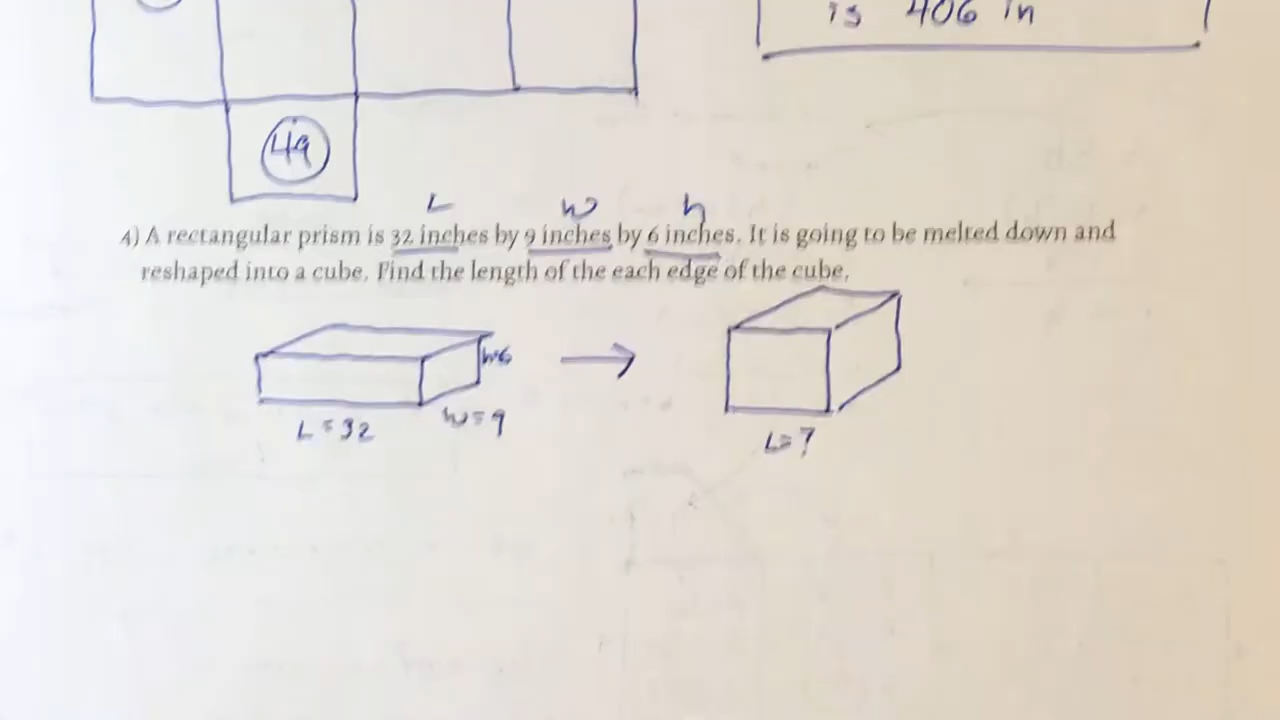 is 406 in
49
L w h
4) A rectangular prism is 32 inches by 9 inches by 6 inches. It is going to be melted down and
reshaped into a cube. Find the length of the each edge of the cube.
h=6
L = 32
w = 9
L = ?